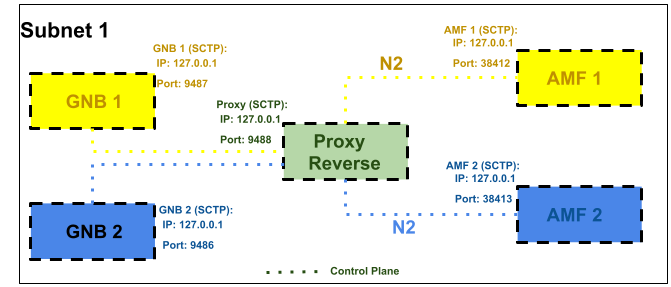 Subnet 1
GNB 1 (SCTP):
IP: 127.0.0.1
Port: 9487
GNB 1
Proxy (SCTP):
IP: 127.0.0.1
Port: 9488
Proxy
Reverse
N2
AMF 1 (SCTP):
IP: 127.0.0.1
Port: 38412
AMF 1
GNB 2
GNB 2 (SCTP):
IP: 127.0.0.1
Port: 9486
N2
AMF 2 (SCTP):
IP: 127.0.0.1
Port: 38413
AMF 2
Control Plane